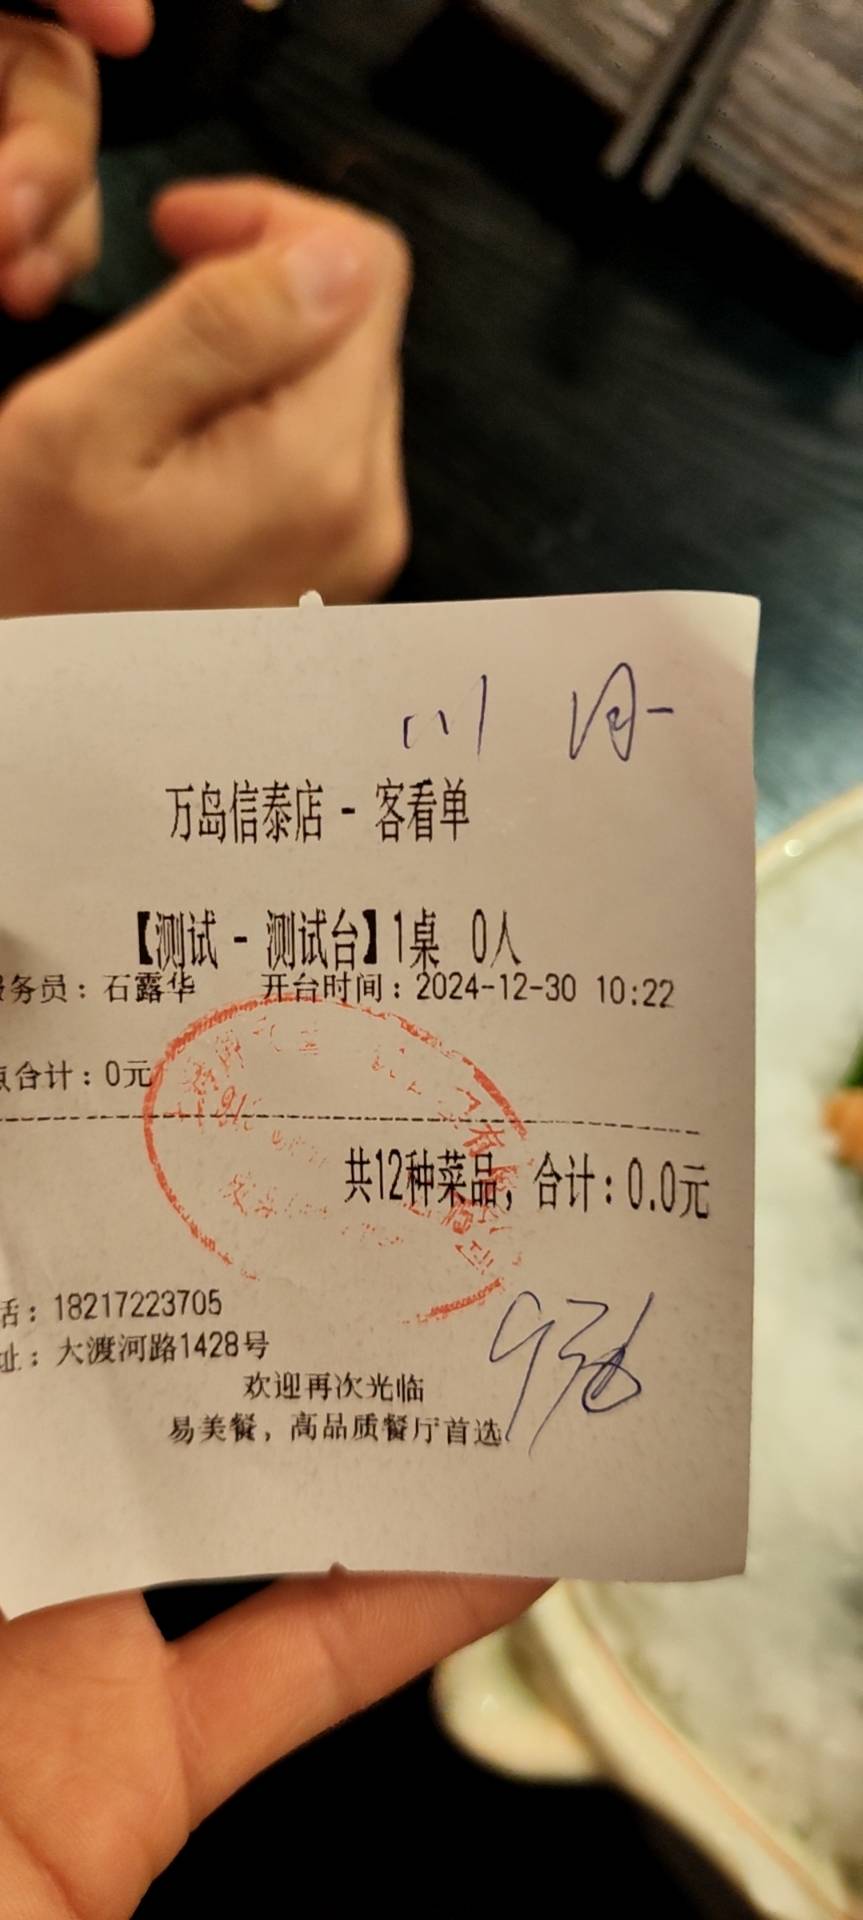 川 月
万岛信泰店 - 客看单
【测试 - 测试台】1桌 0人
服务员：石露华 开台时间：2024-12-30 10:22
点合计：0元
共12种菜品，合计：0.0元
话：18217223705
址：大渡河路1428号
欢迎再次光临
易美餐，高品质餐厅首选